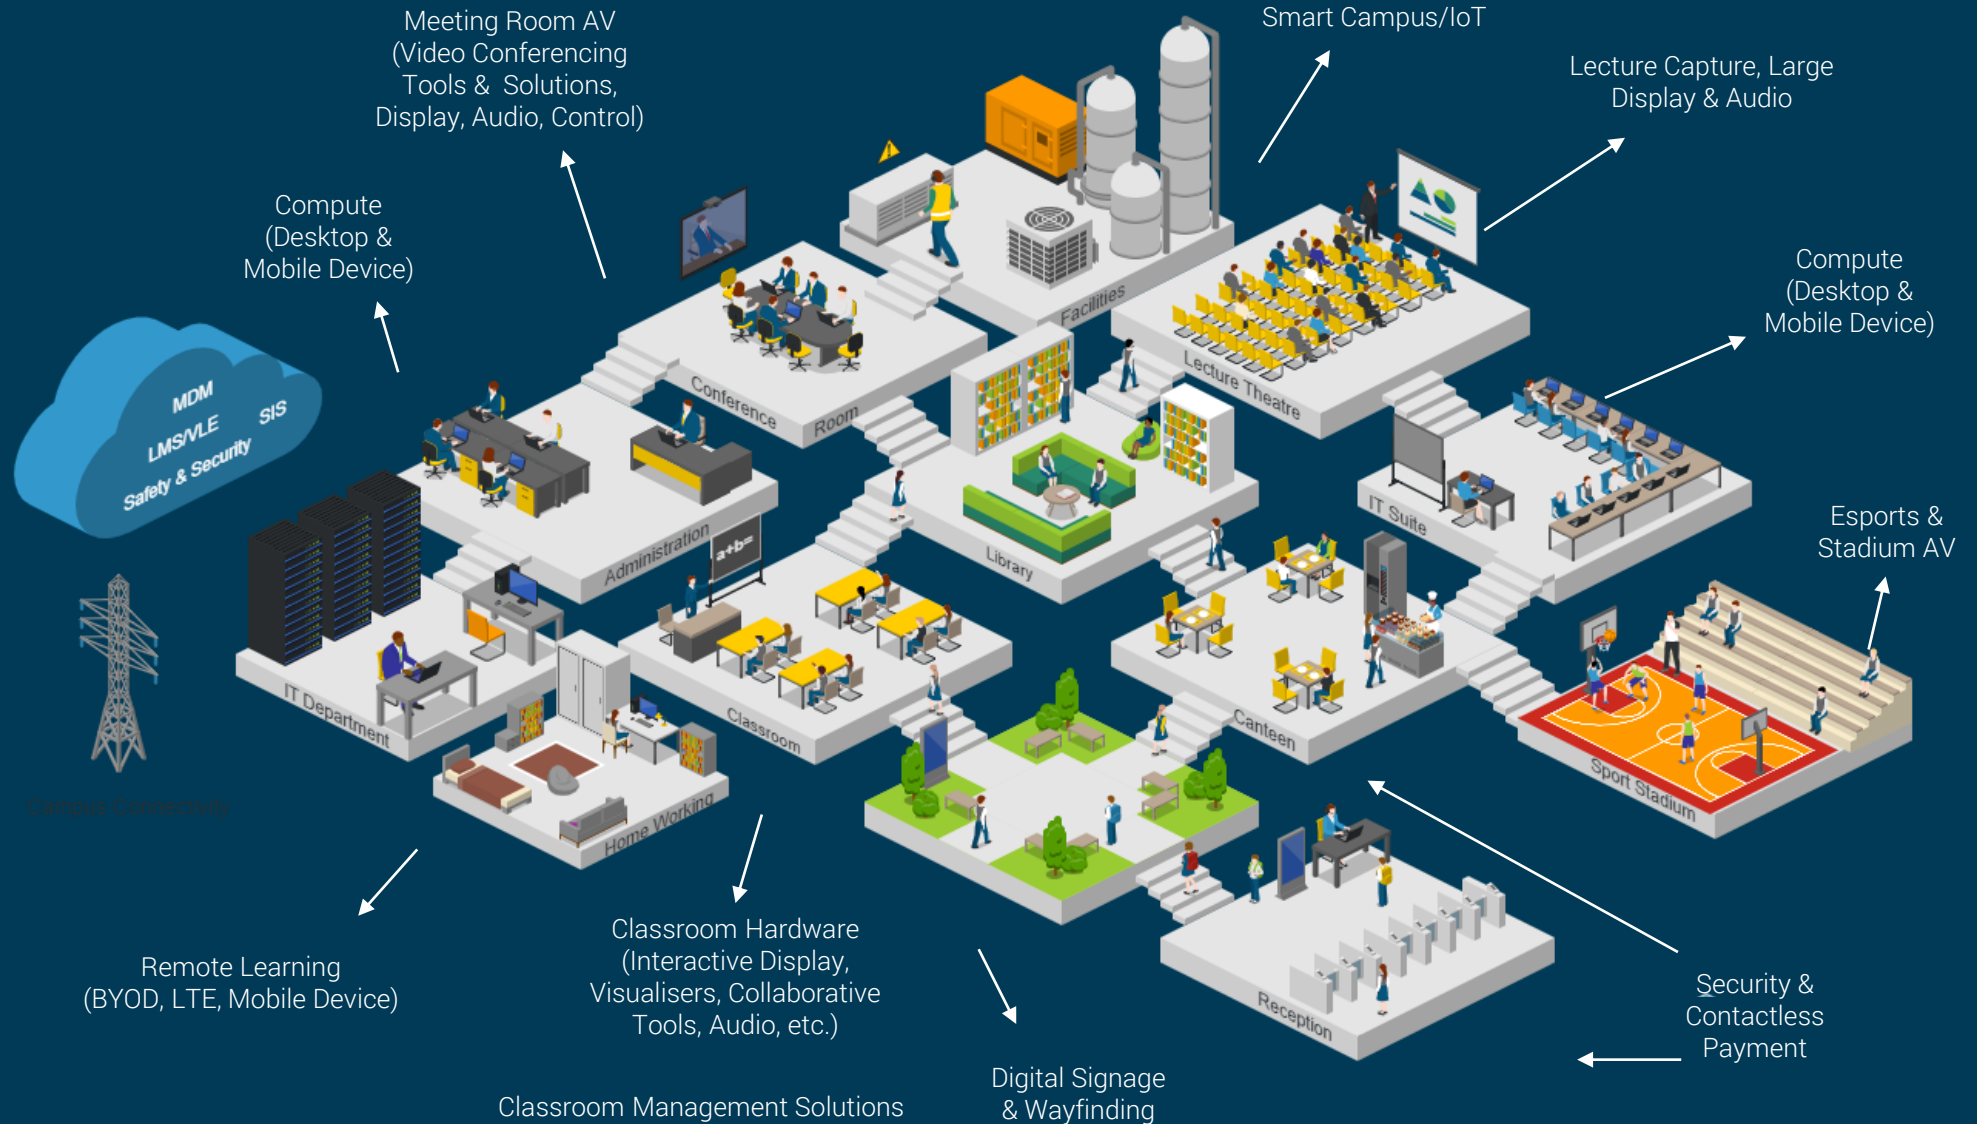 Meeting Room AV
(Video Conferencing
Tools & Solutions,
Display, Audio, Control)
Smart Campus/IoT
Lecture Capture, Large
Display & Audio
Compute
(Desktop &
Mobile Device)
Compute
(Desktop &
Mobile Device)
MDM
LMS/VLE
SIS
Safety & Security
Facilities
Lecture Theatre
Conference Room
IT Suite
Esports &
Stadium AV
Administration
a+b=
Library
IT Department
Classroom
Canteen
Sport Stadium
Home Working
Campus Connectivity
Reception
Remote Learning
(BYOD, LTE, Mobile Device)
Classroom Hardware
(Interactive Display,
Visualisers, Collaborative
Tools, Audio, etc.)
Classroom Management Solutions
Digital Signage
& Wayfinding
Security &
Contactless
Payment